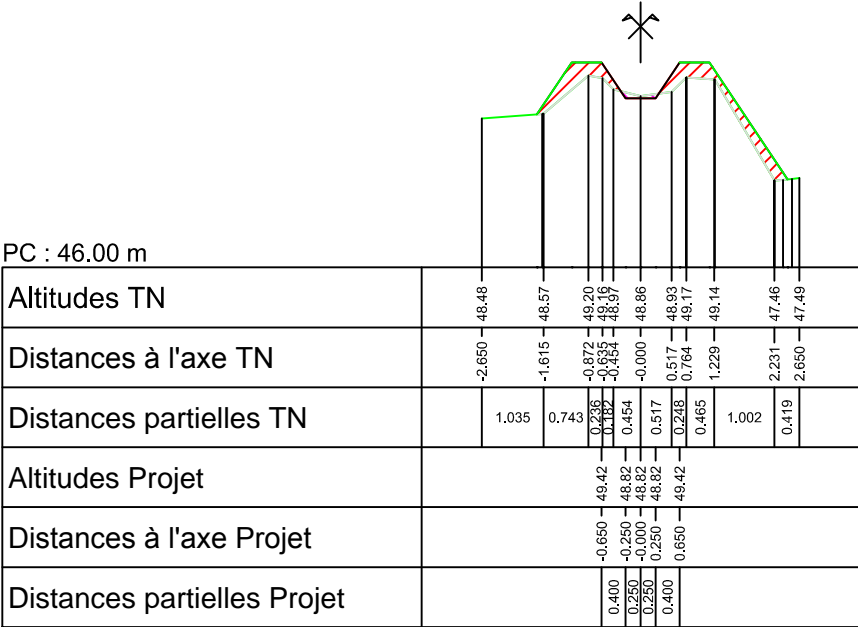 PC : 46.00 m
Altitudes TN
48.48 48.57 49.20 49.16 48.97 48.86 48.93 49.17 49.14 47.46 47.49
Distances à l'axe TN
-2.650 -1.615 -0.872 -0.635 -0.454 -0.000 0.517 0.764 1.229 2.231 2.650
Distances partielles TN
1.035 0.743 0.236 0.182 0.454 0.517 0.248 0.465 1.002 0.419
Altitudes Projet
49.42 48.82 48.82 48.82 49.42
Distances à l'axe Projet
-0.650 -0.250 -0.000 0.250 0.650
Distances partielles Projet
0.400 0.250 0.250 0.400